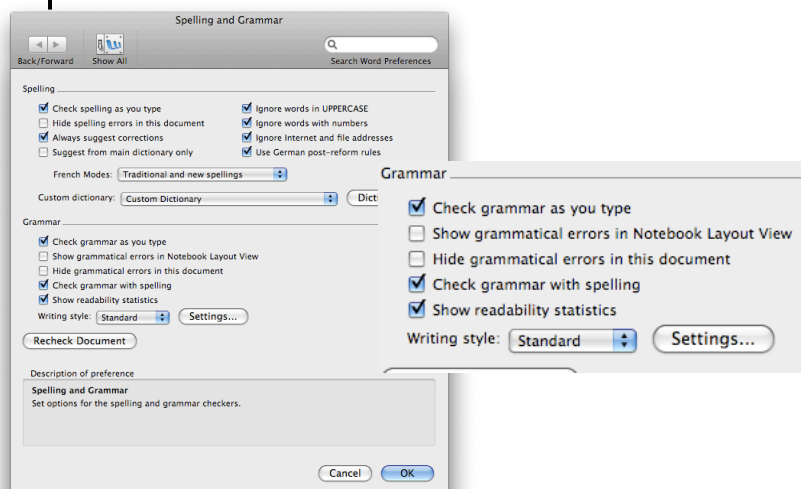 Spelling and Grammar
Back/Forward Show All Search Word Preferences
Spelling
Check spelling as you type
Hide spelling errors in this document
Always suggest corrections
Suggest from main dictionary only
Ignore words in UPPERCASE
Ignore words with numbers
Ignore Internet and file addresses
Use German post-reform rules
French Modes: Traditional and new spellings
Custom dictionary: Custom Dictionary Dicti
Grammar
Check grammar as you type
Show grammatical errors in Notebook Layout View
Hide grammatical errors in this document
Check grammar with spelling
Show readability statistics
Writing style: Standard Settings...
Recheck Document
Description of preference
Spelling and Grammar
Set options for the spelling and grammar checkers.
Cancel OK
Grammar
Check grammar as you type
Show grammatical errors in Notebook Layout View
Hide grammatical errors in this document
Check grammar with spelling
Show readability statistics
Writing style: Standard Settings...